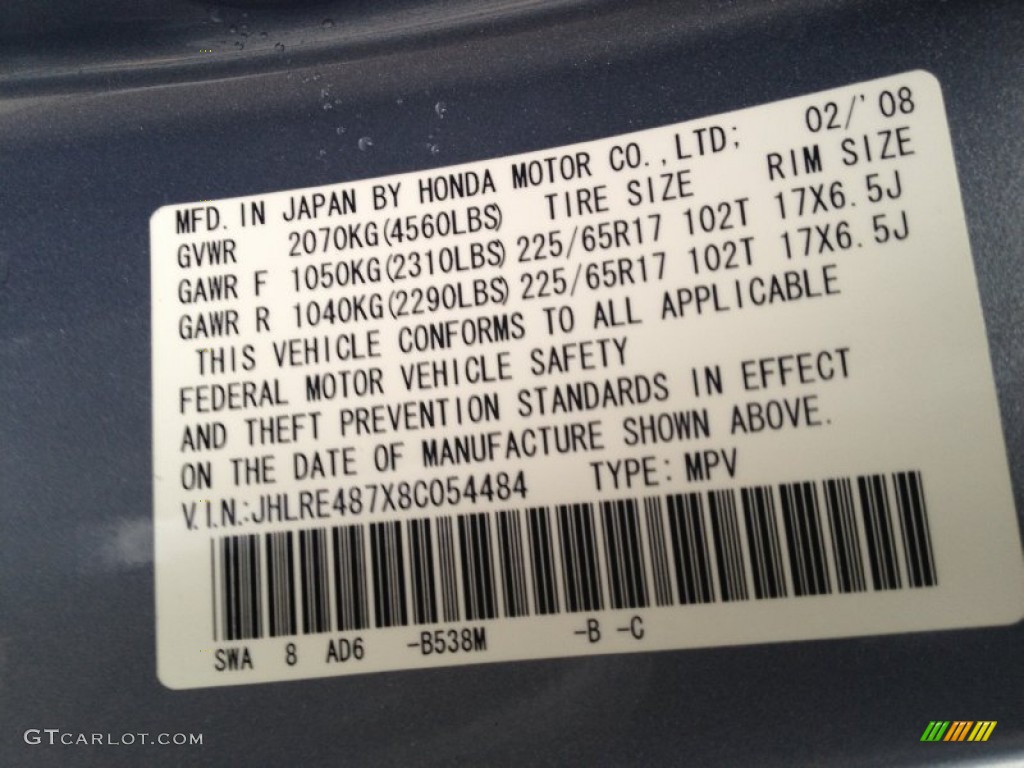 MFD. IN JAPAN BY HONDA MOTOR CO., LTD; 02/'08
GVWR 2070KG(4560LBS) TIRE SIZE RIM SIZE
GAWR F 1050KG(2310LBS) 225/65R17 102T 17X6.5J
GAWR R 1040KG(2290LBS) 225/65R17 102T 17X6.5J
THIS VEHICLE CONFORMS TO ALL APPLICABLE
FEDERAL MOTOR VEHICLE SAFETY
AND THEFT PREVENTION STANDARDS IN EFFECT
ON THE DATE OF MANUFACTURE SHOWN ABOVE.
V.I.N.:JHLRE487X8C054484 TYPE: MPV
SWA 8 AD6 -B538M -B -C
GTCARLOT.COM